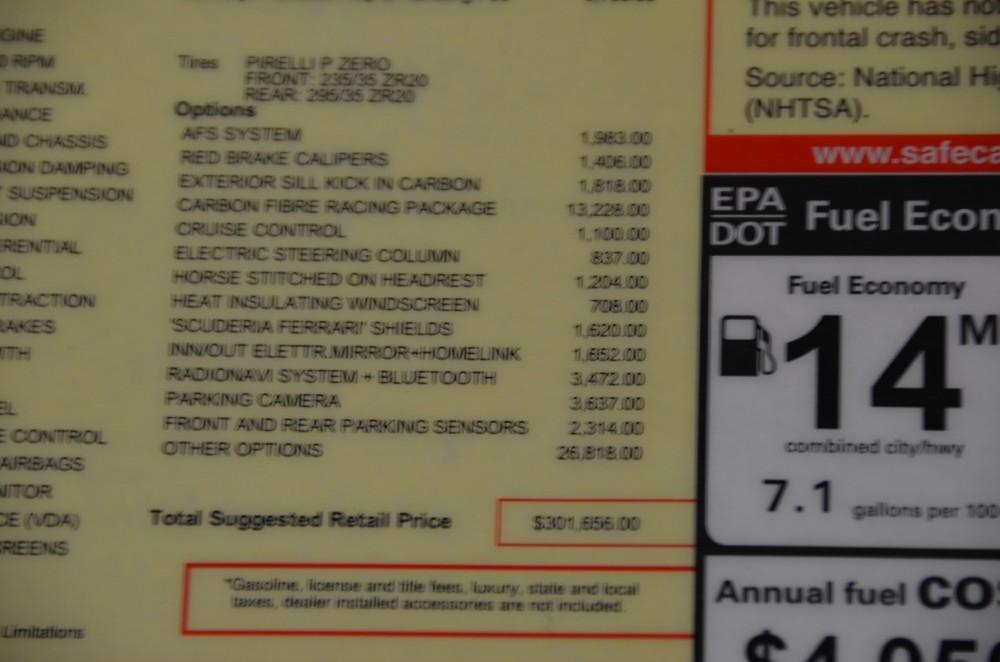 GINE
0 RPM
TRANSM.
ANCE
ND CHASSIS
ION DAMPING
SUSPENSION
ION
ERENTIAL
OL
TRACTION
AKES
ITH
EL
E CONTROL
AIRBAGS
NITOR
CE (VDA)
REENS
Limitations
Tires PIRELLI P ZERO
FRONT: 235/35 ZR20
REAR: 295/35 ZR20
Options
AFS SYSTEM 1,983.00
RED BRAKE CALIPERS 1,406.00
EXTERIOR SILL KICK IN CARBON 1,818.00
CARBON FIBRE RACING PACKAGE 13,228.00
CRUISE CONTROL 1,100.00
ELECTRIC STEERING COLUMN 837.00
HORSE STITCHED ON HEADREST 1,204.00
HEAT INSULATING WINDSCREEN 708.00
'SCUDERIA FERRARI' SHIELDS 1,620.00
INN/OUT ELETTR.MIRROR+HOMELINK 1,652.00
RADIONAVI SYSTEM + BLUETOOTH 3,472.00
PARKING CAMERA 3,637.00
FRONT AND REAR PARKING SENSORS 2,314.00
OTHER OPTIONS 26,818.00
Total Suggested Retail Price $301,656.00
*Gasoline, license and title fees, luxury, state and local
taxes, dealer installed accessories are not included.
This vehicle has not
for frontal crash, sid
Source: National Hig
(NHTSA).
www.safeca
EPA
DOT
Fuel Econ
Fuel Economy
14 M
combined city/hwy
7.1 gallons per 100
Annual fuel COS